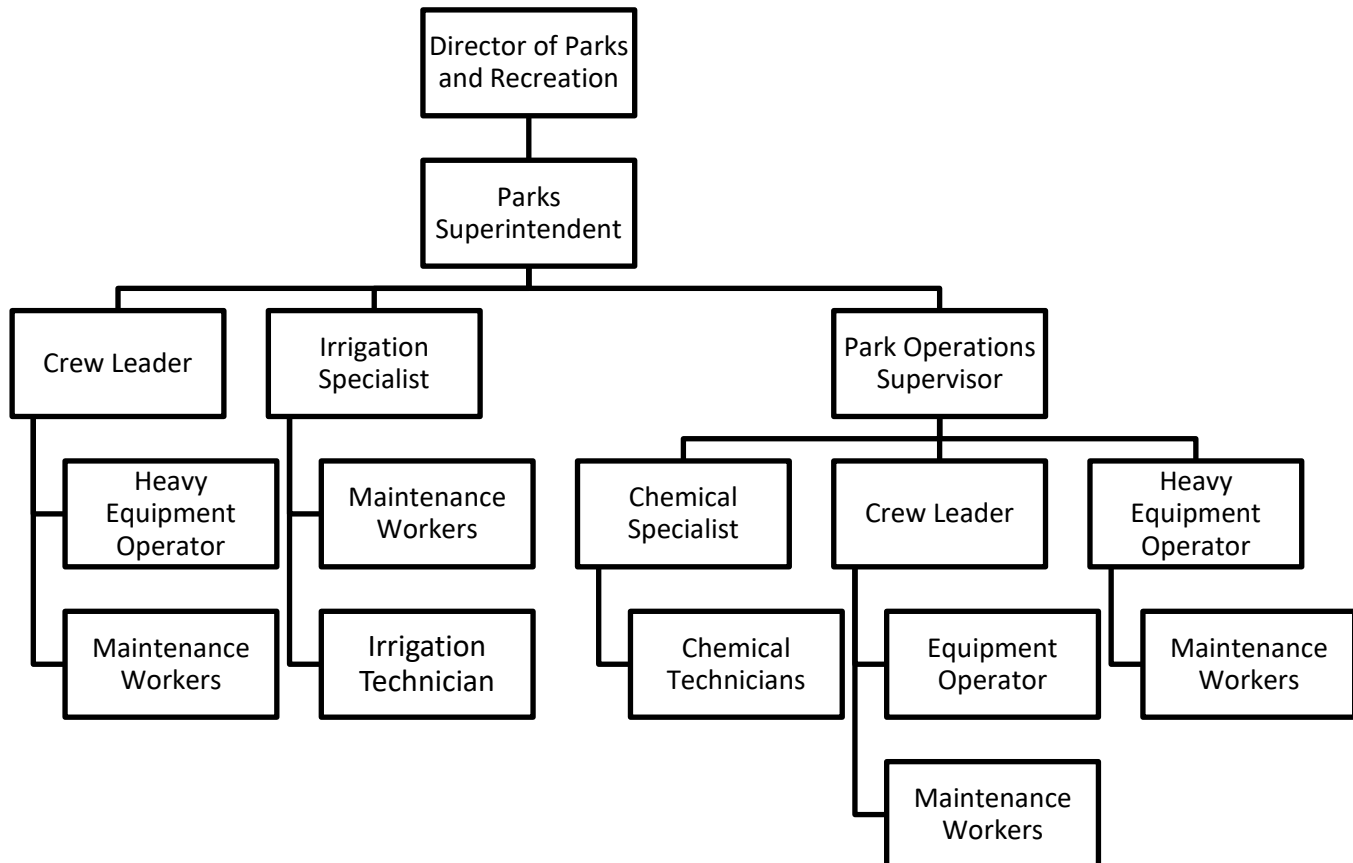 Director of Parks
and Recreation
Parks
Superintendent
Crew Leader
Irrigation
Specialist
Park Operations
Supervisor
Heavy
Equipment
Operator
Maintenance
Workers
Chemical
Specialist
Crew Leader
Heavy
Equipment
Operator
Maintenance
Workers
Irrigation
Technician
Chemical
Technicians
Equipment
Operator
Maintenance
Workers
Maintenance
Workers